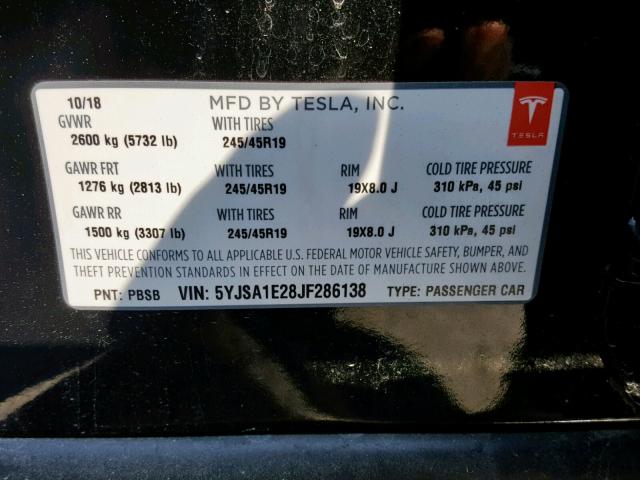 10/18 MFD BY TESLA, INC.
GVWR WITH TIRES
2600 kg (5732 lb) 245/45R19
TESLA
GAWR FRT WITH TIRES RIM COLD TIRE PRESSURE
1276 kg (2813 lb) 245/45R19 19X8.0 J 310 kPa, 45 psi
GAWR RR WITH TIRES RIM COLD TIRE PRESSURE
1500 kg (3307 lb) 245/45R19 19X8.0 J 310 kPa, 45 psi
THIS VEHICLE CONFORMS TO ALL APPLICABLE U.S. FEDERAL MOTOR VEHICLE SAFETY, BUMPER, AND
THEFT PREVENTION STANDARDS IN EFFECT ON THE DATE OF MANUFACTURE SHOWN ABOVE.
PNT: PBSB VIN: 5YJSA1E28JF286138 TYPE: PASSENGER CAR